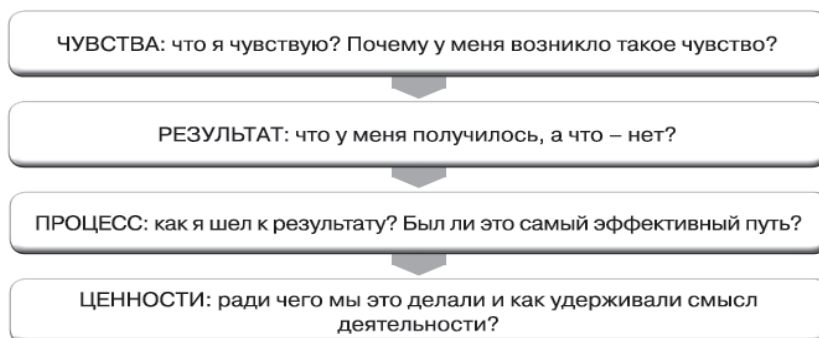 ЧУВСТВА: что я чувствую? Почему у меня возникло такое чувство?
РЕЗУЛЬТАТ: что у меня получилось, а что – нет?
ПРОЦЕСС: как я шел к результату? Был ли это самый эффективный путь?
ЦЕННОСТИ: ради чего мы это делали и как удерживали смысл
деятельности?